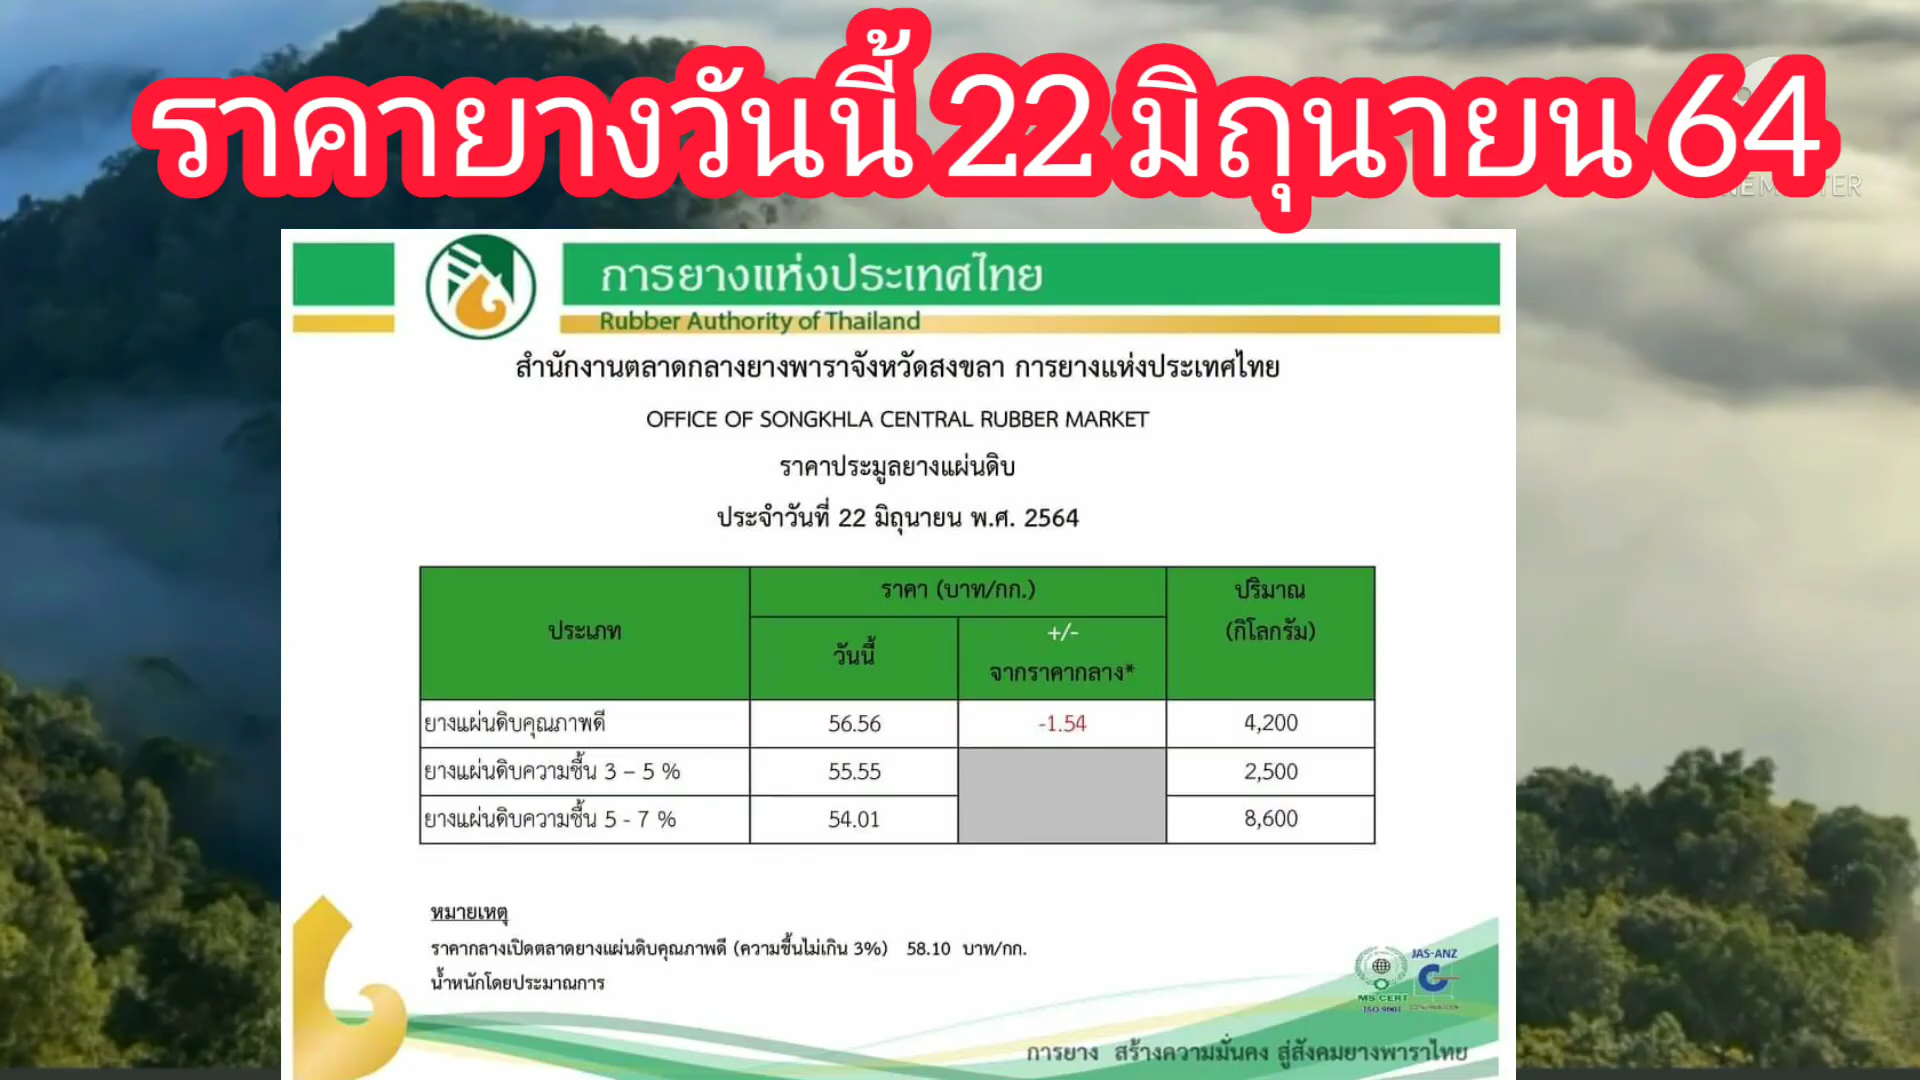 ราคายางวันนี้ 22 มิถุนายน 64
การยางแห่งประเทศไทย
Rubber Authority of Thailand
สำนักงานตลาดกลางยางพาราจังหวัดสงขลา การยางแห่งประเทศไทย
OFFICE OF SONGKHLA CENTRAL RUBBER MARKET
ราคาประมูลยางแผ่นดิบ
ประจำวันที่ 22 มิถุนายน พ.ศ. 2564
ประเภท ราคา (บาท/กก.) ปริมาณ (กิโลกรัม)
วันนี้ +/- จากราคากลาง*
ยางแผ่นดิบคุณภาพดี 56.56 -1.54 4,200
ยางแผ่นดิบความชื้น 3 – 5 % 55.55 2,500
ยางแผ่นดิบความชื้น 5 - 7 % 54.01 8,600
หมายเหตุ
ราคากลางเปิดตลาดยางแผ่นดิบคุณภาพดี (ความชื้นไม่เกิน 3%) 58.10 บาท/กก.
น้ำหนักโดยประมาณการ
JAS-ANZ
MS CERT
ISO 9001
การยาง สร้างความมั่นคง สู่สังคมยางพาราไทย